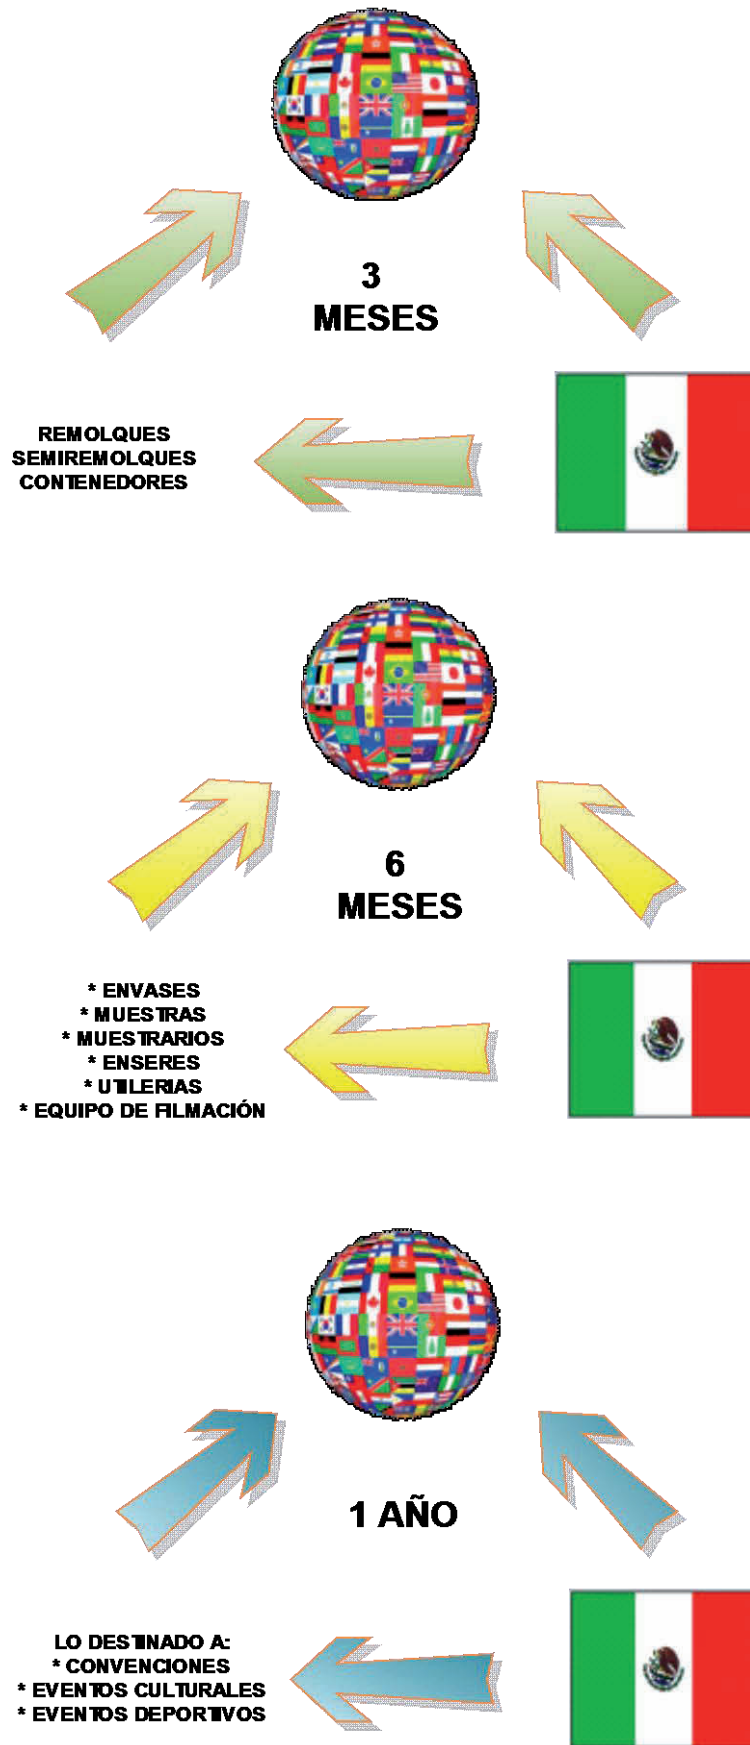 3
MESES
REMOLQUES
SEMIREMOLQUES
CONTENEDORES
6
MESES
* ENVASES
* MUESTRAS
* MUESTRARIOS
* ENSERES
* UTILERIAS
* EQUIPO DE FILMACIÓN
1 AÑO
LO DESTINADO A:
* CONVENCIONES
* EVENTOS CULTURALES
* EVENTOS DEPORTIVOS